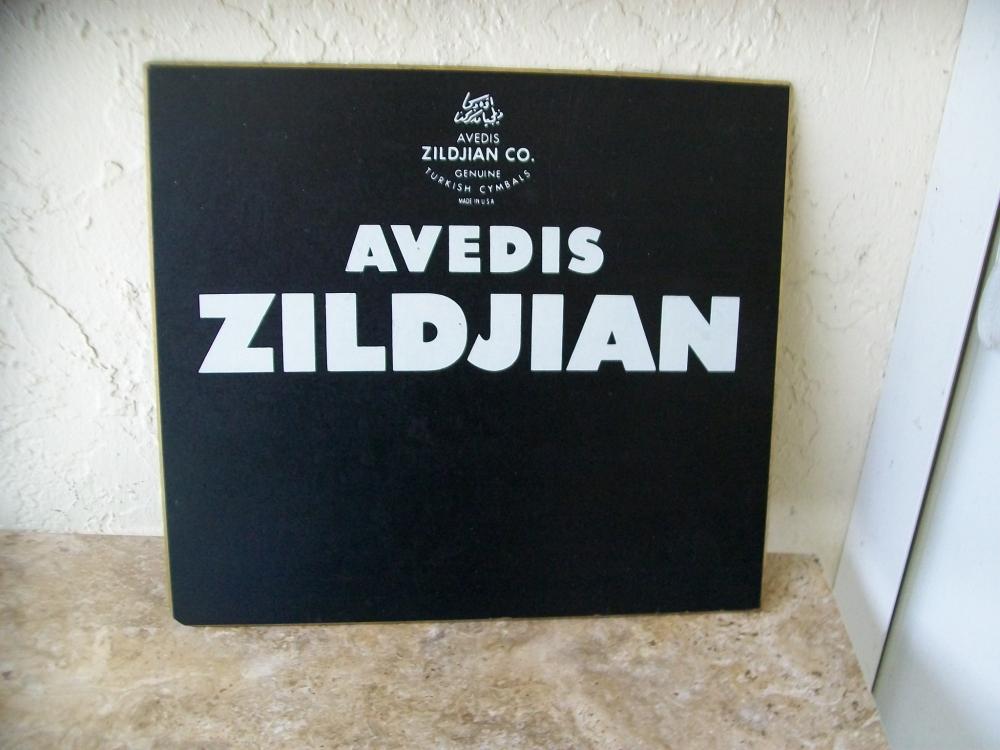 AVEDIS
ZILDJIAN CO.
GENUINE
TURKISH CYMBALS
MADE IN U S A
AVEDIS
ZILDJIAN